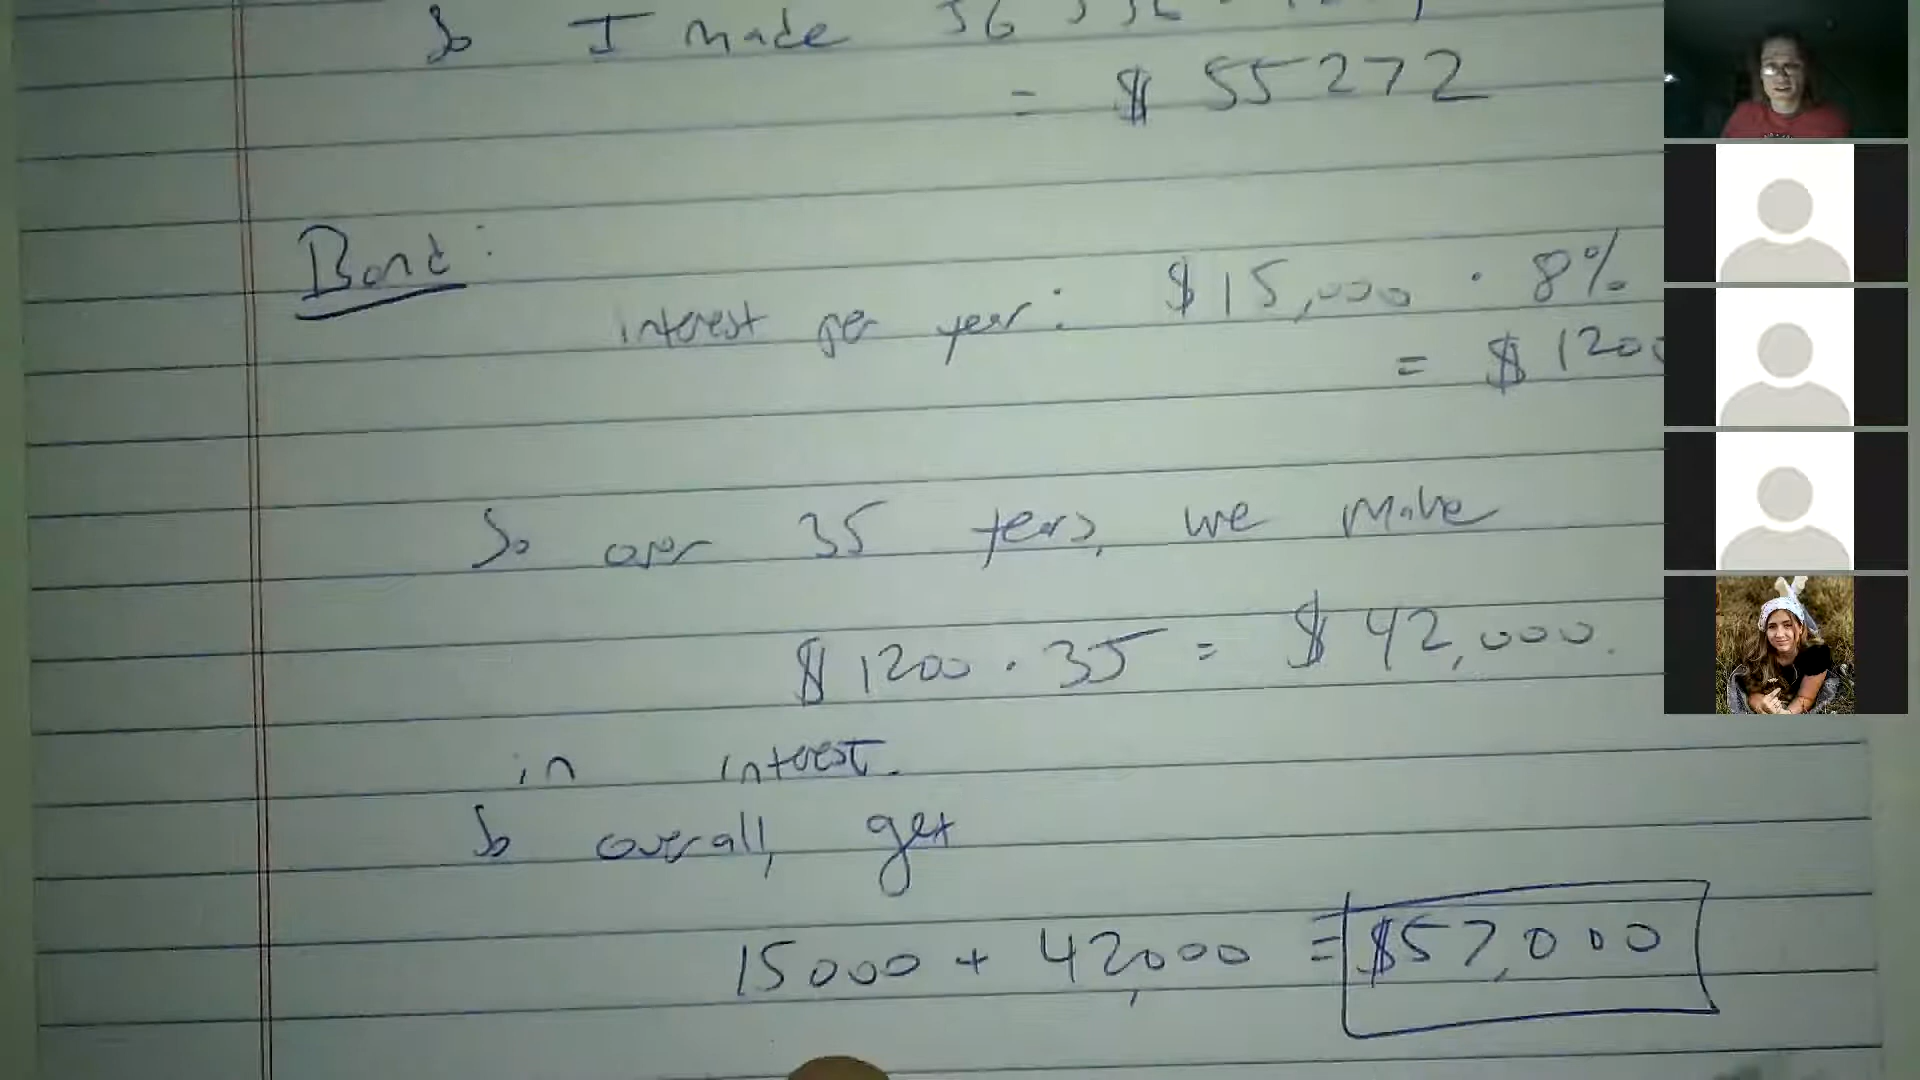 So I made
= $ 55272
Bond:
interest per year: $15,000 · 8%
= $ 1200
So over 35 years, we make
$1200 · 35 = $42,000.
in interest.
So overall, get
15000 + 42,000 = $57,000